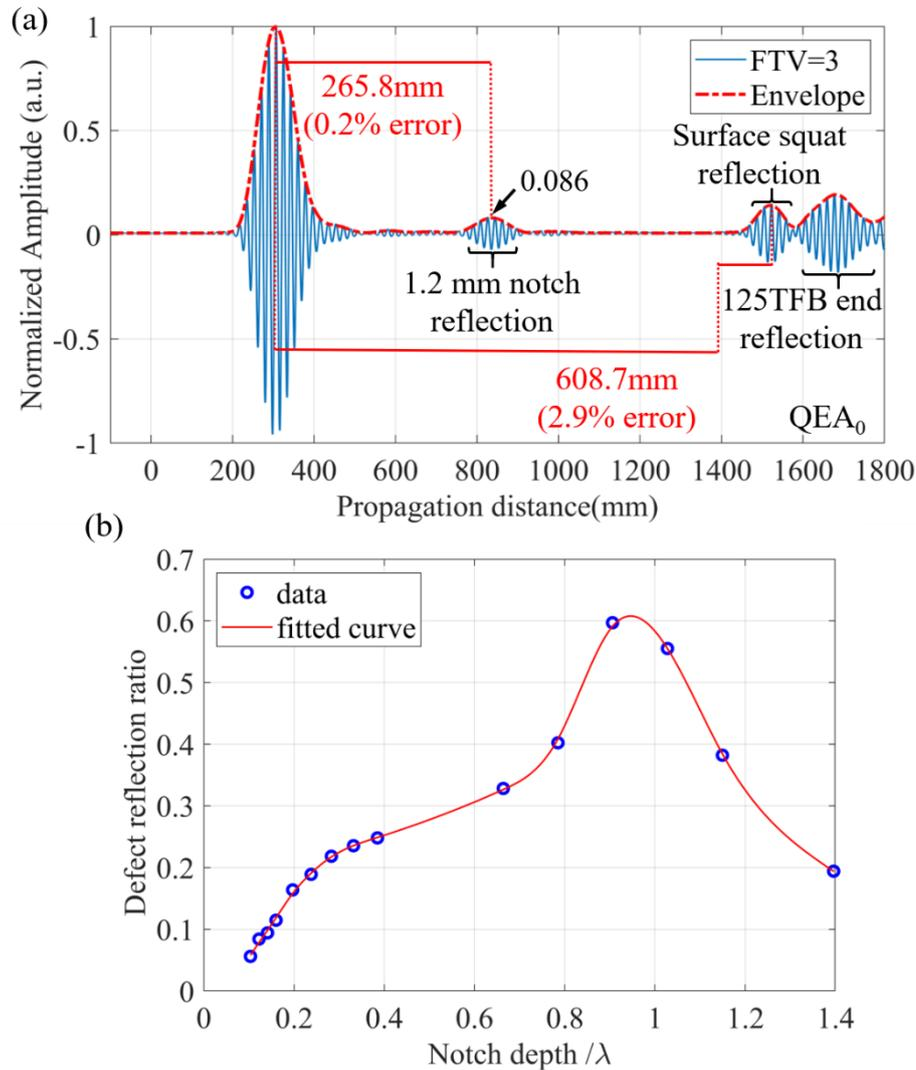 (a)
1
0.5
0
-0.5
-1
Normalized Amplitude (a.u.)
265.8mm
(0.2% error)
FTV=3
Envelope
Surface squat
reflection
0.086
1.2 mm notch
reflection
125TFB end
reflection
608.7mm
(2.9% error)
QEA₀
0 200 400 600 800 1000 1200 1400 1600 1800
Propagation distance(mm)
(b)
0.7
0.6
0.5
0.4
0.3
0.2
0.1
0
Defect reflection ratio
data
fitted curve
0 0.2 0.4 0.6 0.8 1 1.2 1.4
Notch depth /λ